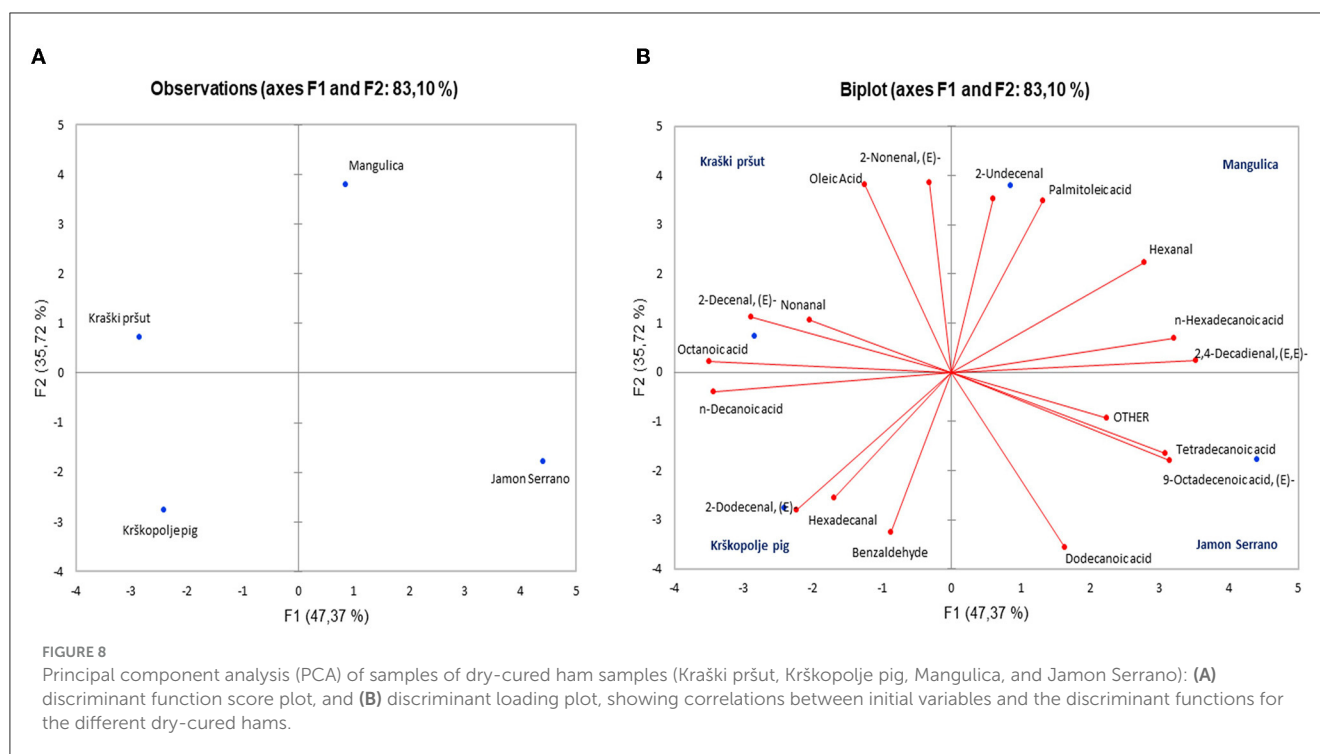 A
Observations (axes F1 and F2: 83,10 %)
5
4
3
2
1
0
-1
-2
-3
-4
F2 (35,72 %)
Mangulica
Kraški pršut
Jamon Serrano
Krškopolje pig
-4 -3 -2 -1 0 1 2 3 4 5
F1 (47,37 %)
B
Biplot (axes F1 and F2: 83,10 %)
5
4
3
2
1
0
-1
-2
-3
-4
F2 (35,72 %)
Kraški pršut
2-Nonenal, (E)-
Oleic Acid
2-Undecenal
Mangulica
Palmitoleic acid
Hexanal
2-Decenal, (E)-
Nonanal
n-Hexadecanoic acid
Octanoic acid
2,4-Decadienal, (E,E)-
n-Decanoic acid
OTHER
Tetradecanoic acid
9-Octadecenoic acid, (E)-
2-Dodecenal, (E)-
Hexadecanal
Krškopolje pig
Benzaldehyde
Dodecanoic acid
Jamon Serrano
-4 -3 -2 -1 0 1 2 3 4 5
F1 (47,37 %)
FIGURE 8
Principal component analysis (PCA) of samples of dry-cured ham samples (Kraški pršut, Krškopolje pig, Mangulica, and Jamon Serrano): (A)
discriminant function score plot, and (B) discriminant loading plot, showing correlations between initial variables and the discriminant functions for
the different dry-cured hams.